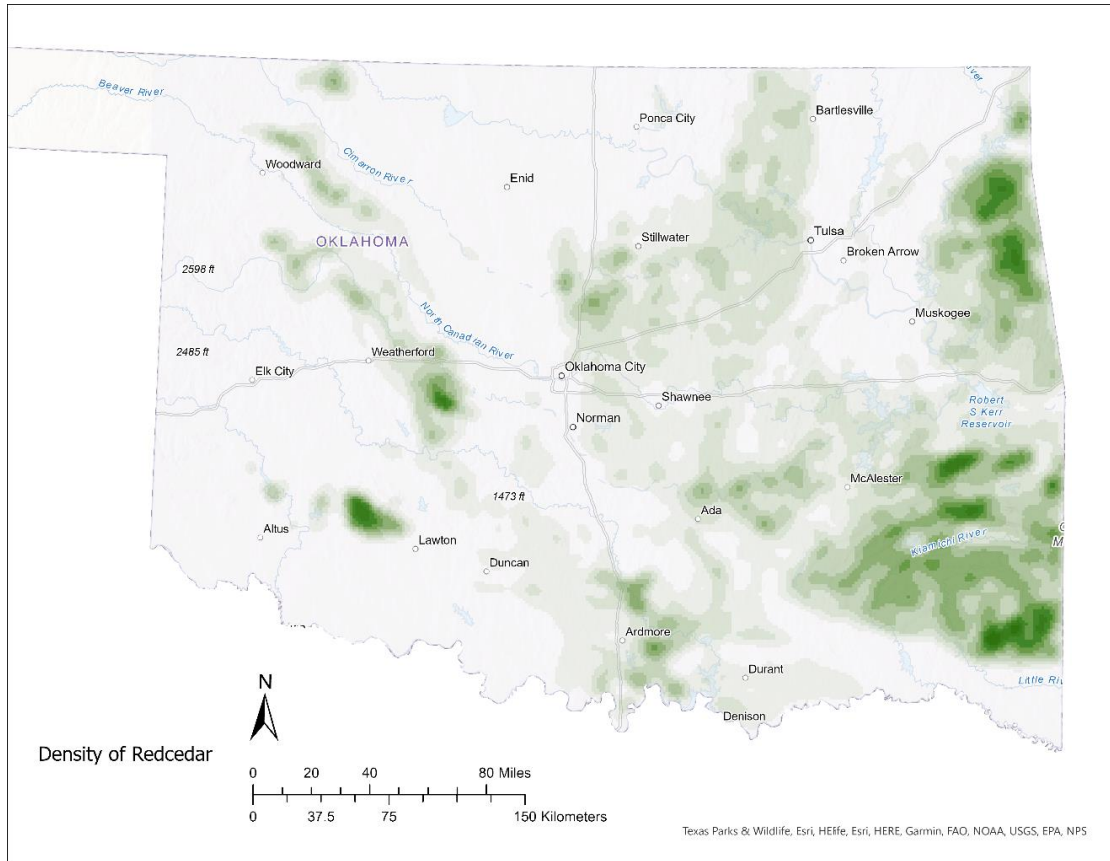 Beaver River
Ponca City
Bartlesville
Woodward
Cimarron River
Enid
OKLAHOMA
Stillwater
Tulsa
Broken Arrow
2598 ft
North Canadian River
Muskogee
2485 ft
Weatherford
Elk City
Oklahoma City
Shawnee
Robert
S Kerr
Reservoir
Norman
McAlester
1473 ft
Ada
Altus
Lawton
Kiamichi River
Duncan
Ardmore
Durant
Little Riv
Denison
N
Density of Redcedar
0 20 40 80 Miles
0 37.5 75 150 Kilometers
Texas Parks & Wildlife, Esri, HERE, Garmin, FAO, NOAA, USGS, EPA, NPS